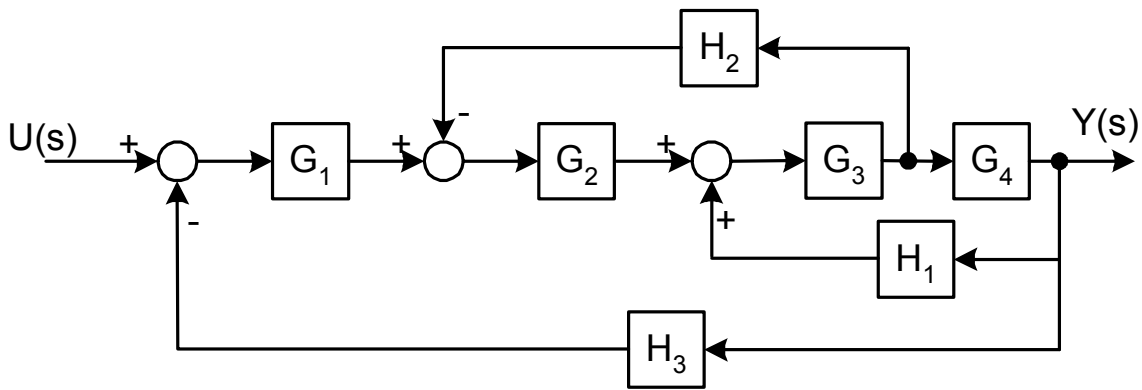 H₂
-
U(s)
+
G₁
+
G₂
+
G₃
G₄
Y(s)
-
+
H₁
H₃